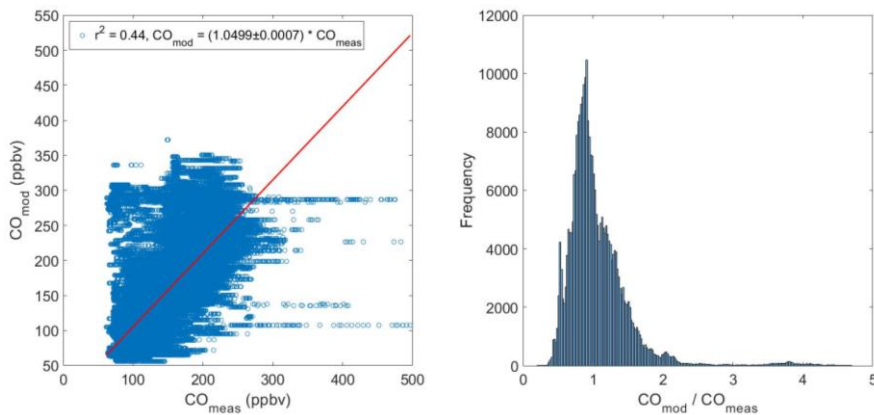 550
500
450
400
350
300
250
200
150
100
50
r² = 0.44, CO_mod = (1.0499±0.0007) * CO_meas
CO_mod (ppbv)
0 100 200 300 400 500
CO_meas (ppbv)
12000
10000
8000
6000
4000
2000
0
Frequency
0 1 2 3 4 5
CO_mod / CO_meas